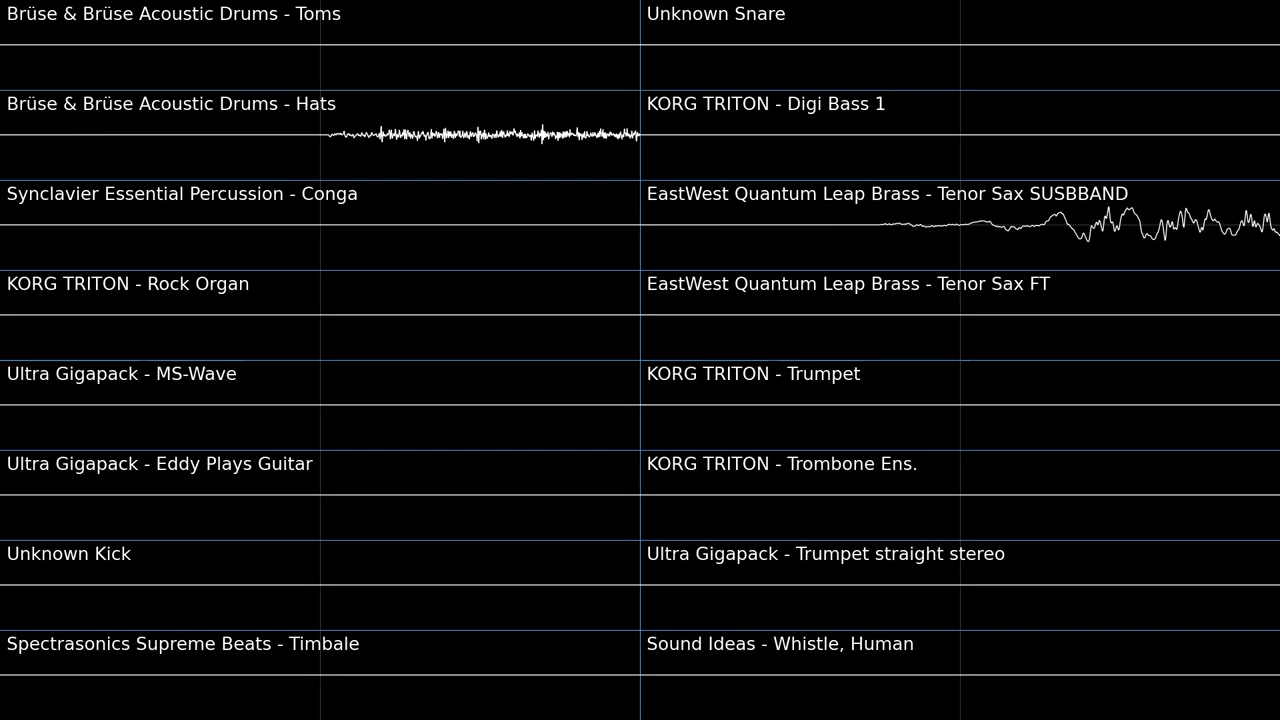 Brüse & Brüse Acoustic Drums - Toms
Unknown Snare
Brüse & Brüse Acoustic Drums - Hats
KORG TRITON - Digi Bass 1
Synclavier Essential Percussion - Conga
EastWest Quantum Leap Brass - Tenor Sax SUSBBAND
KORG TRITON - Rock Organ
EastWest Quantum Leap Brass - Tenor Sax FT
Ultra Gigapack - MS-Wave
KORG TRITON - Trumpet
Ultra Gigapack - Eddy Plays Guitar
KORG TRITON - Trombone Ens.
Unknown Kick
Ultra Gigapack - Trumpet straight stereo
Spectrasonics Supreme Beats - Timbale
Sound Ideas - Whistle, Human